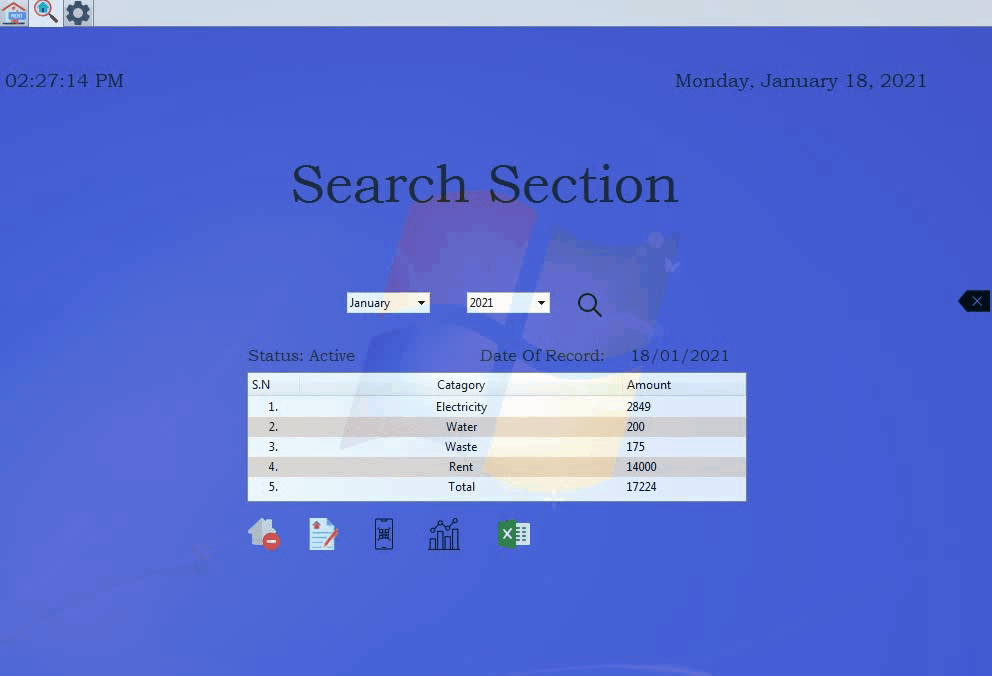 RENT
02:27:14 PM
Monday, January 18, 2021
Search Section
January
2021
Status: Active
Date Of Record: 18/01/2021
S.N Catagory Amount
1. Electricity 2849
2. Water 200
3. Waste 175
4. Rent 14000
5. Total 17224
X